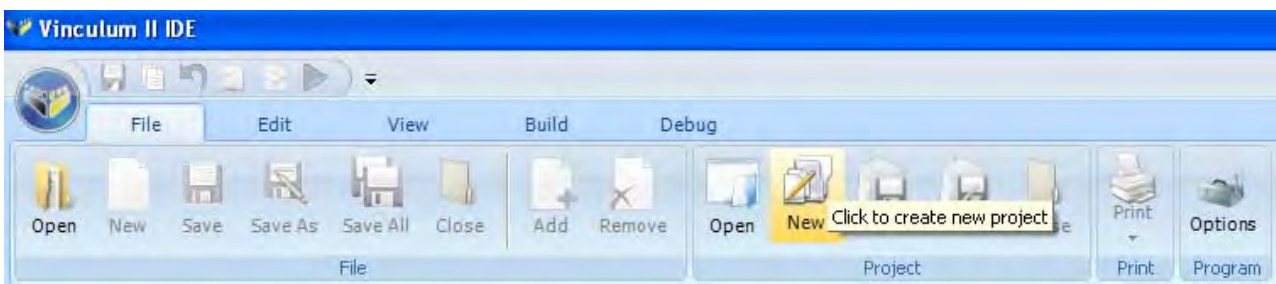 Vinculum II IDE
File Edit View Build Debug
Open New Save Save As Save All Close Add Remove Open New Click to create new project e Print Options
File Project Print Program